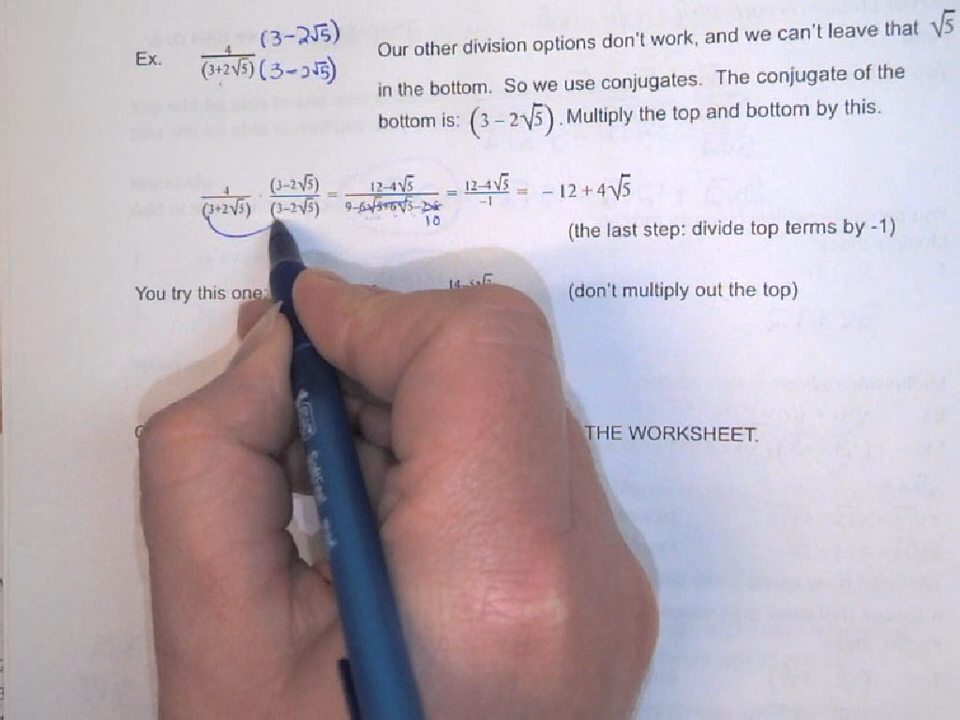 Ex. 4/(3+2√5) (3-2√5)/(3-2√5) Our other division options don't work, and we can't leave that √5
in the bottom. So we use conjugates. The conjugate of the
bottom is: (3-2√5). Multiply the top and bottom by this.
4/(3+2√5) · (3-2√5)/(3-2√5) = 12-4√5/9-6√5+6√5-25 10 = 12-4√5/-1 = -12+4√5
(the last step: divide top terms by -1)
You try this one: (don't multiply out the top)
THE WORKSHEET.